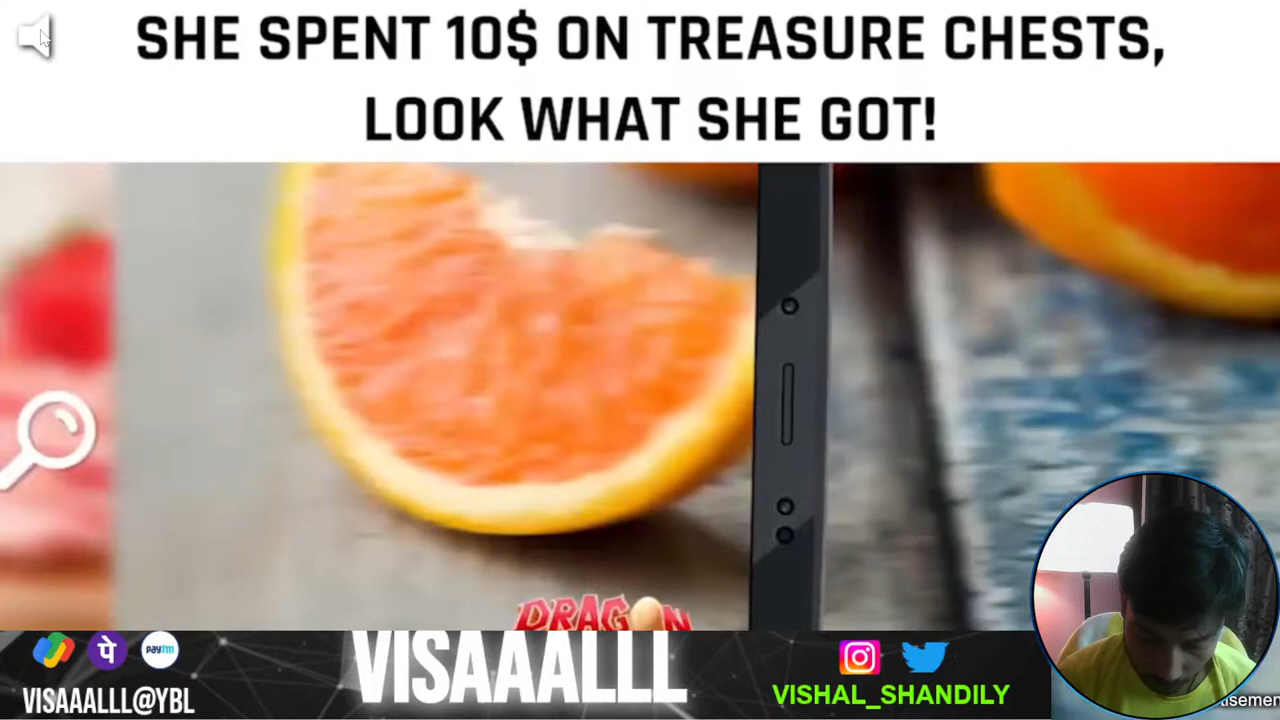 SHE SPENT 10$ ON TREASURE CHESTS,
LOOK WHAT SHE GOT!
DRAGON
पे
paytm
VISAAALLL@YBL
VISAAALLL
VISHAL_SHANDILY